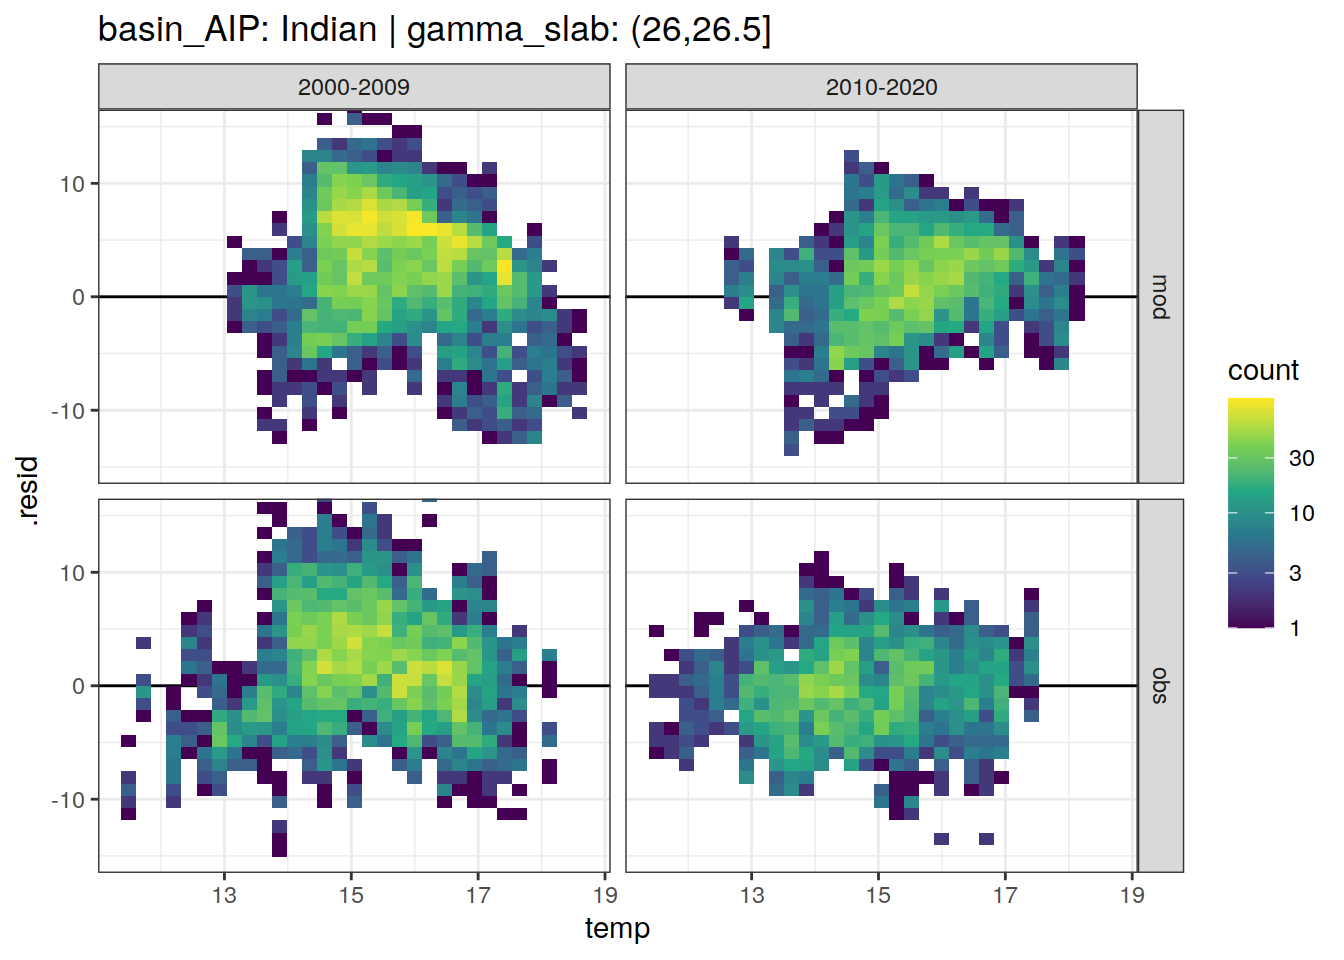 basin_AIP: Indian | gamma_slab: (26,26.5]
2000-2009
2010-2020
10
0
-10
mod
10
0
-10
obs
.resid
13 15 17 19
13 15 17 19
temp
count
30
10
3
1